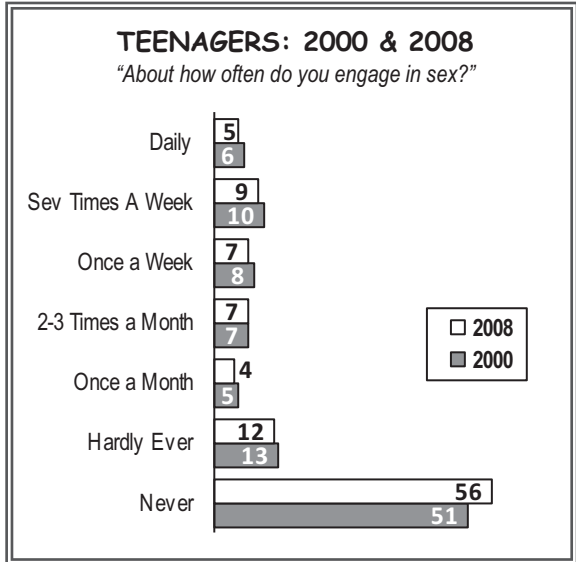 TEENAGERS: 2000 & 2008
“About how often do you engage in sex?”
Daily
5
6
Sev Times A Week
9
10
Once a Week
7
8
2-3 Times a Month
7
7
2008
2000
Once a Month
4
5
Hardly Ever
12
13
Never
56
51